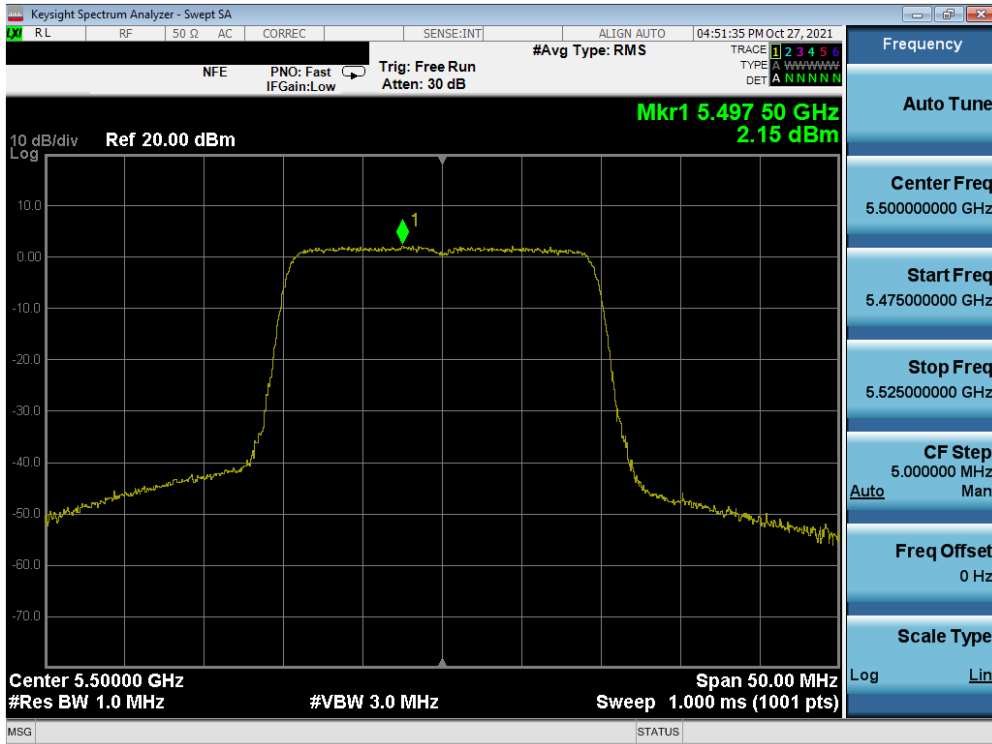 Keysight Spectrum Analyzer - Swept SA
LXI RL RF 50 Ω AC CORREC SENSE:INT ALIGN AUTO 04:51:35 PM Oct 27, 2021
NFE PNO: Fast Trig: Free Run #Avg Type: RMS TRACE 1 2 3 4 5 6
IFGain:Low Atten: 30 dB TYPE A WWWWW
DET A N N N N N
Mkr1 5.497 50 GHz
2.15 dBm
10 dB/div Ref 20.00 dBm
Log
10.0
1
0.00
-10.0
-20.0
-30.0
-40.0
-50.0
-60.0
-70.0
Center 5.50000 GHz Span 50.00 MHz
#Res BW 1.0 MHz #VBW 3.0 MHz Sweep 1.000 ms (1001 pts)
MSG STATUS
Frequency
Auto Tune
Center Freq
5.500000000 GHz
Start Freq
5.475000000 GHz
Stop Freq
5.525000000 GHz
CF Step
5.000000 MHz
Auto Man
Freq Offset
0 Hz
Scale Type
Log Lin